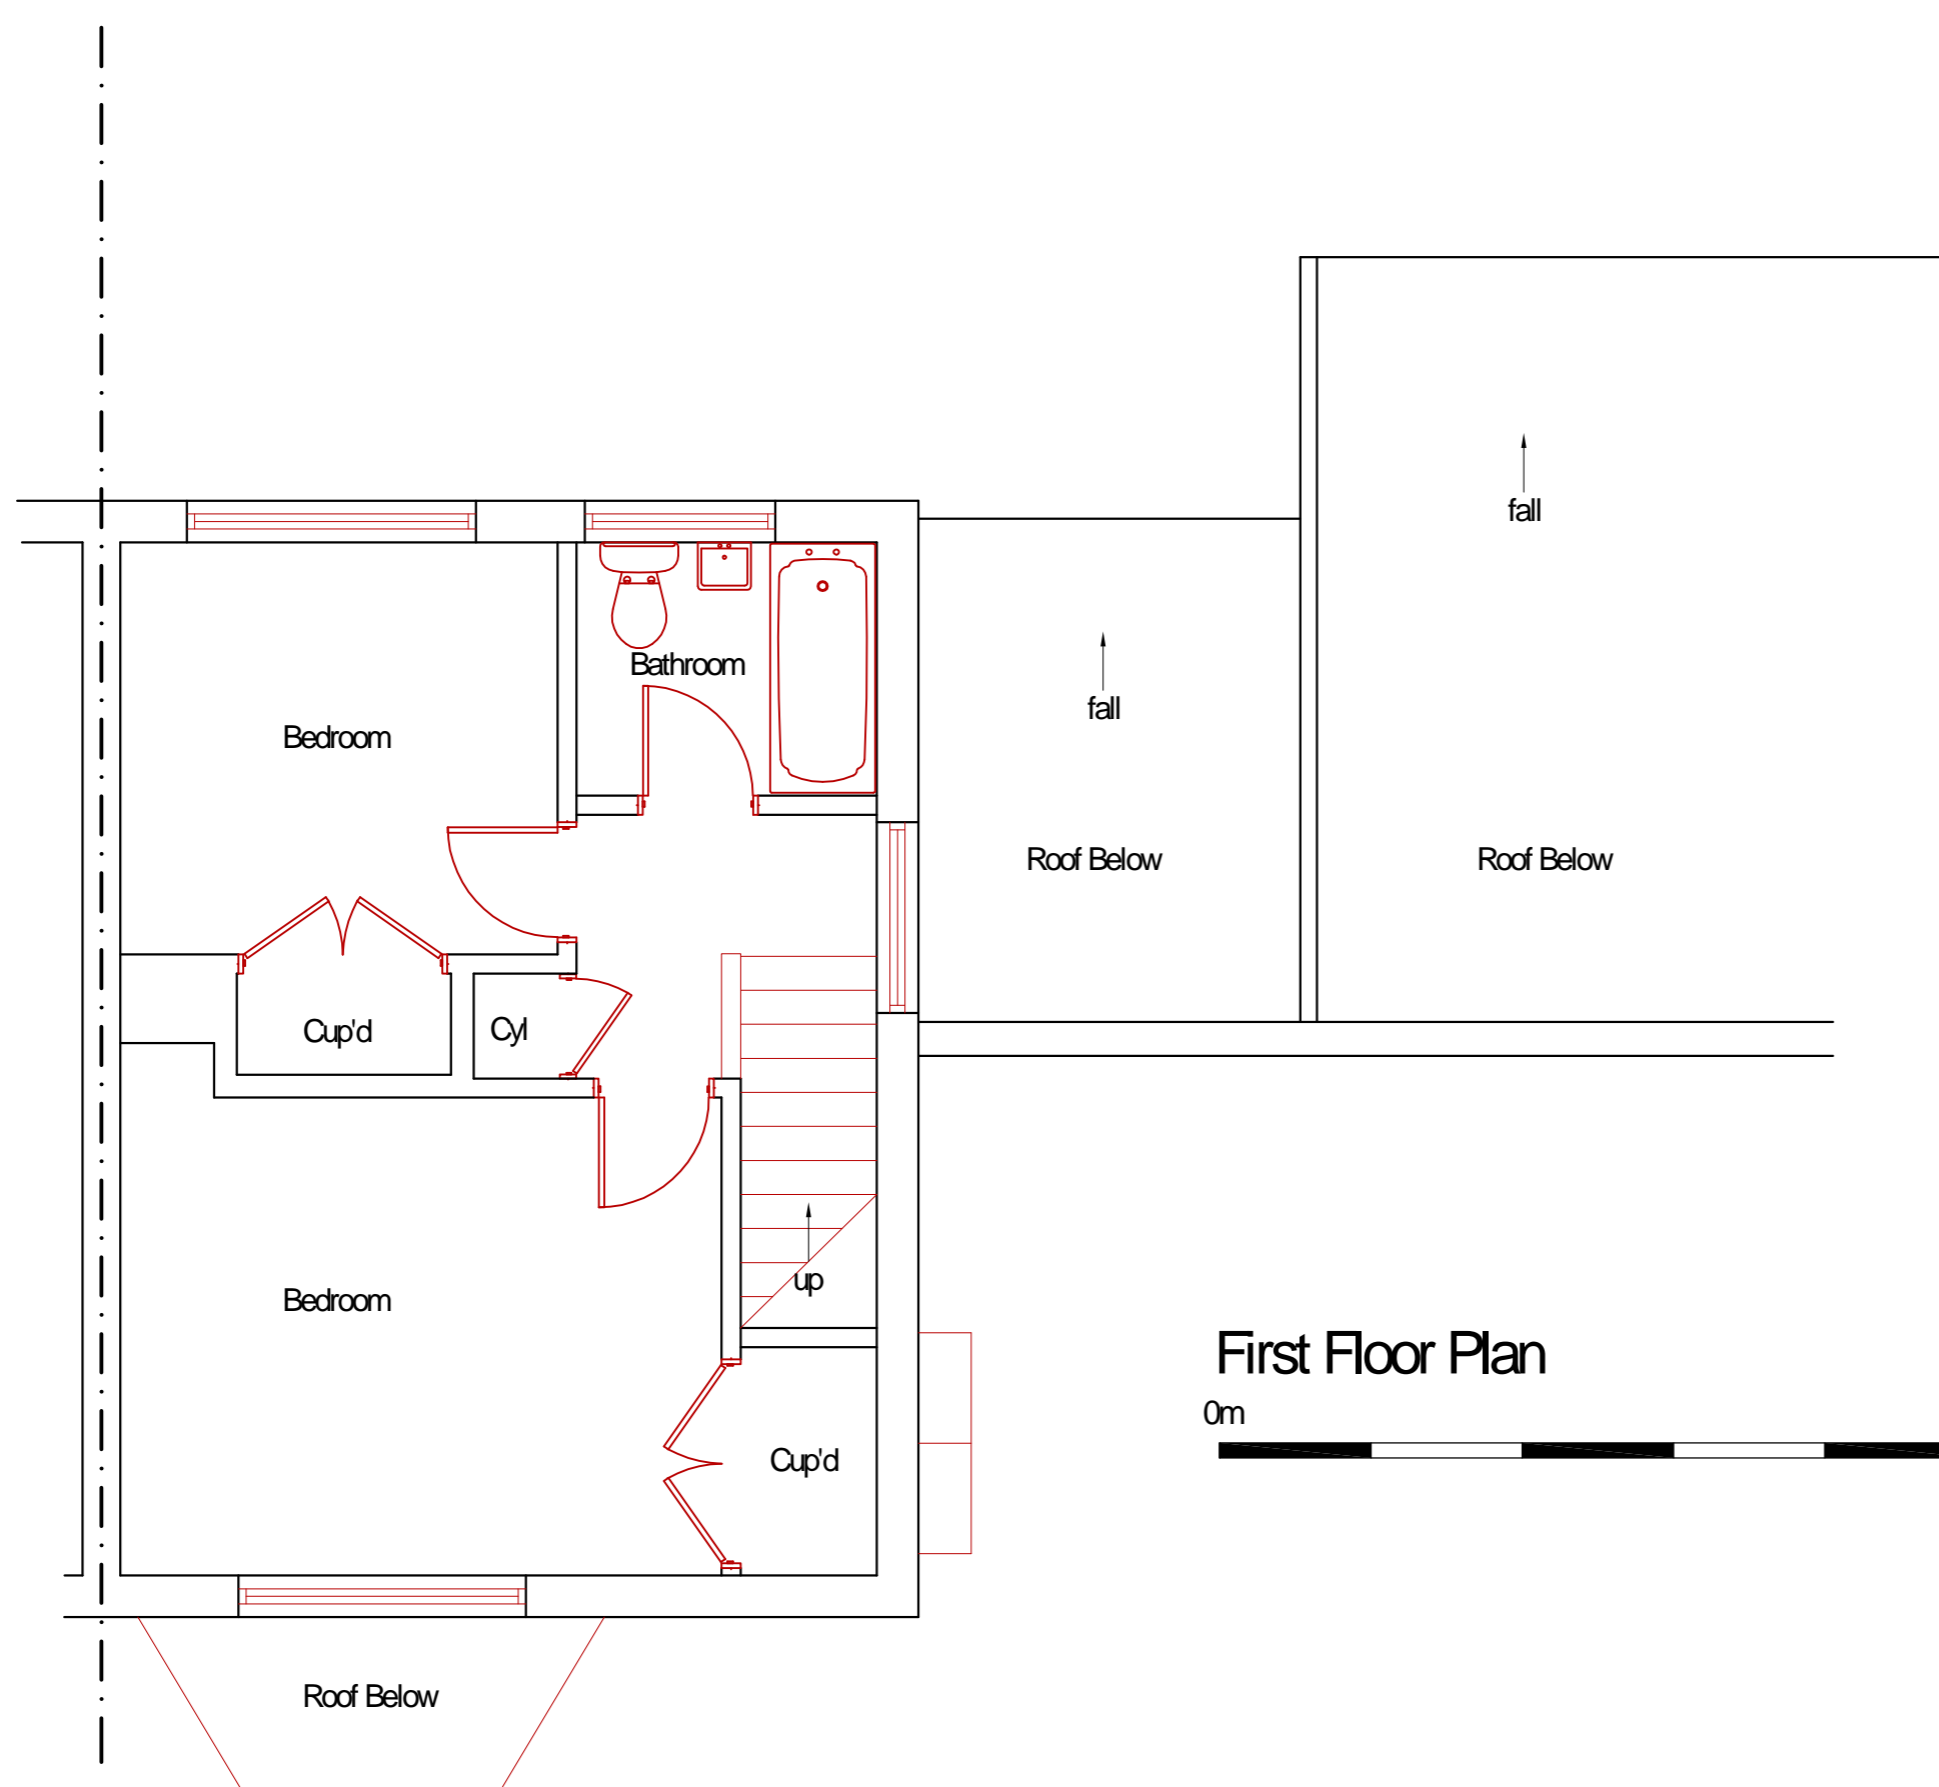 fall
Bathroom
fall
Bedroom
Roof Below
Roof Below
Cup'd
Cyl
up
Bedroom
First Floor Plan
0m
Cup'd
Roof Below